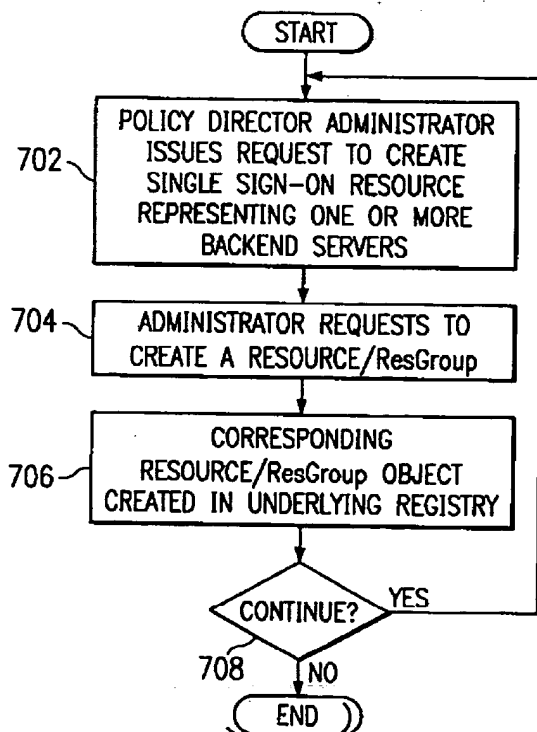 START
702
POLICY DIRECTOR ADMINISTRATOR
ISSUES REQUEST TO CREATE
SINGLE SIGN-ON RESOURCE
REPRESENTING ONE OR MORE
BACKEND SERVERS
704
ADMINISTRATOR REQUESTS TO
CREATE A RESOURCE/ResGroup
706
CORRESPONDING
RESOURCE/ResGroup OBJECT
CREATED IN UNDERLYING REGISTRY
CONTINUE?
YES
708
NO
END